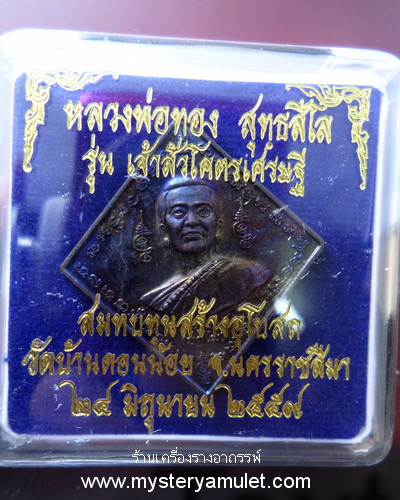 หลวงพ่อทอง สุทธสีโล
รุ่น เจ้าสัวโคตรเศรษฐี
สมทบทุนสร้างอุโบสถ
วัดบ้านดอนน้อย จ.นครราชสีมา
๒๔ มิถุนายน ๒๕๕๗
ร้านเครื่องรางอาถรรพ์
www.mysteryamulet.com